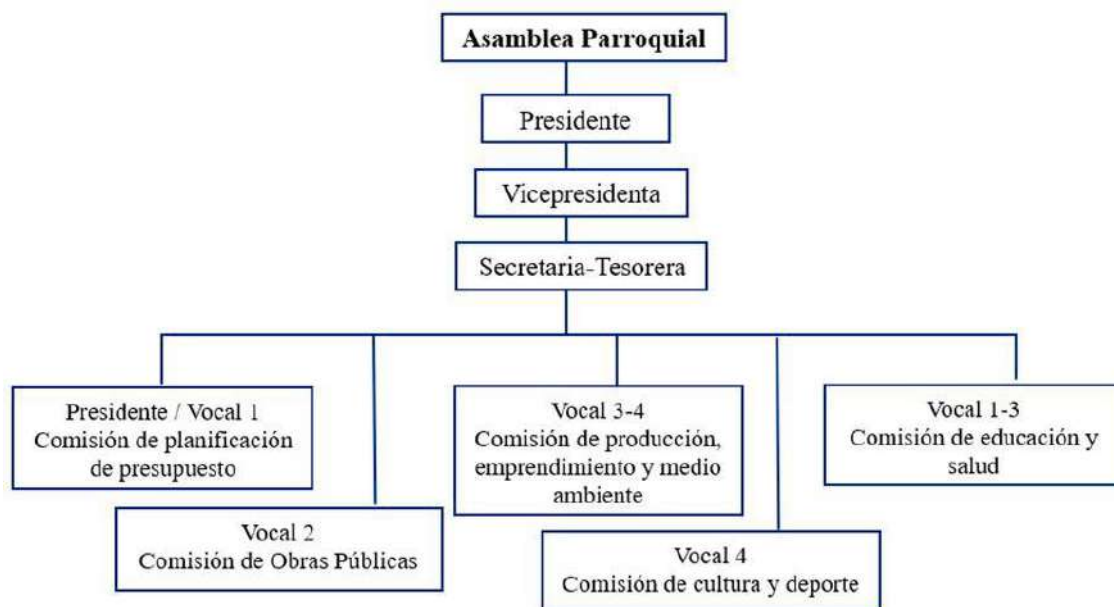 Asamblea Parroquial
Presidente
Vicepresidenta
Secretaria-Tesorera
Presidente / Vocal 1
Comisión de planificación
de presupuesto
Vocal 2
Comisión de Obras Públicas
Vocal 3-4
Comisión de producción,
emprendimiento y medio
ambiente
Vocal 4
Comisión de cultura y deporte
Vocal 1-3
Comisión de educación y
salud